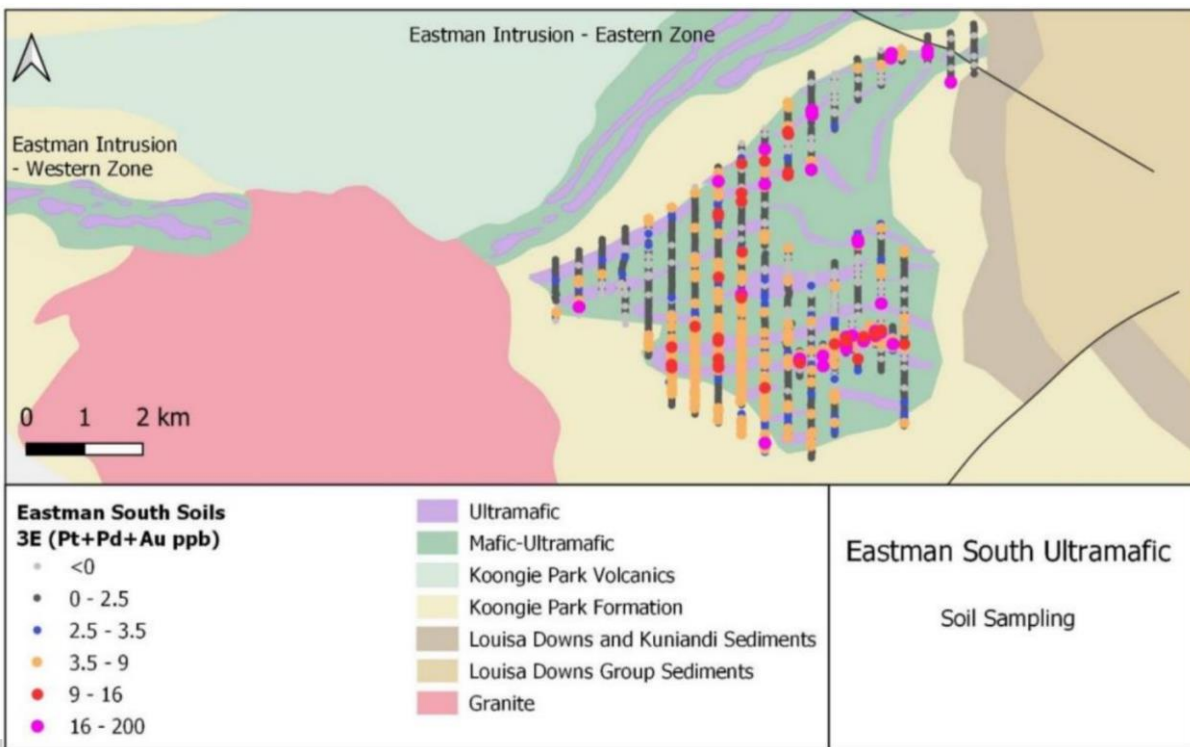 Eastman Intrusion - Eastern Zone
Eastman Intrusion
- Western Zone
0 1 2 km
Eastman South Soils
3E (Pt+Pd+Au ppb)
<0
0 - 2.5
2.5 - 3.5
3.5 - 9
9 - 16
16 - 200
Ultramafic
Mafic-Ultramafic
Koongie Park Volcanics
Koongie Park Formation
Louisa Downs and Kuniandi Sediments
Louisa Downs Group Sediments
Granite
Eastman South Ultramafic
Soil Sampling